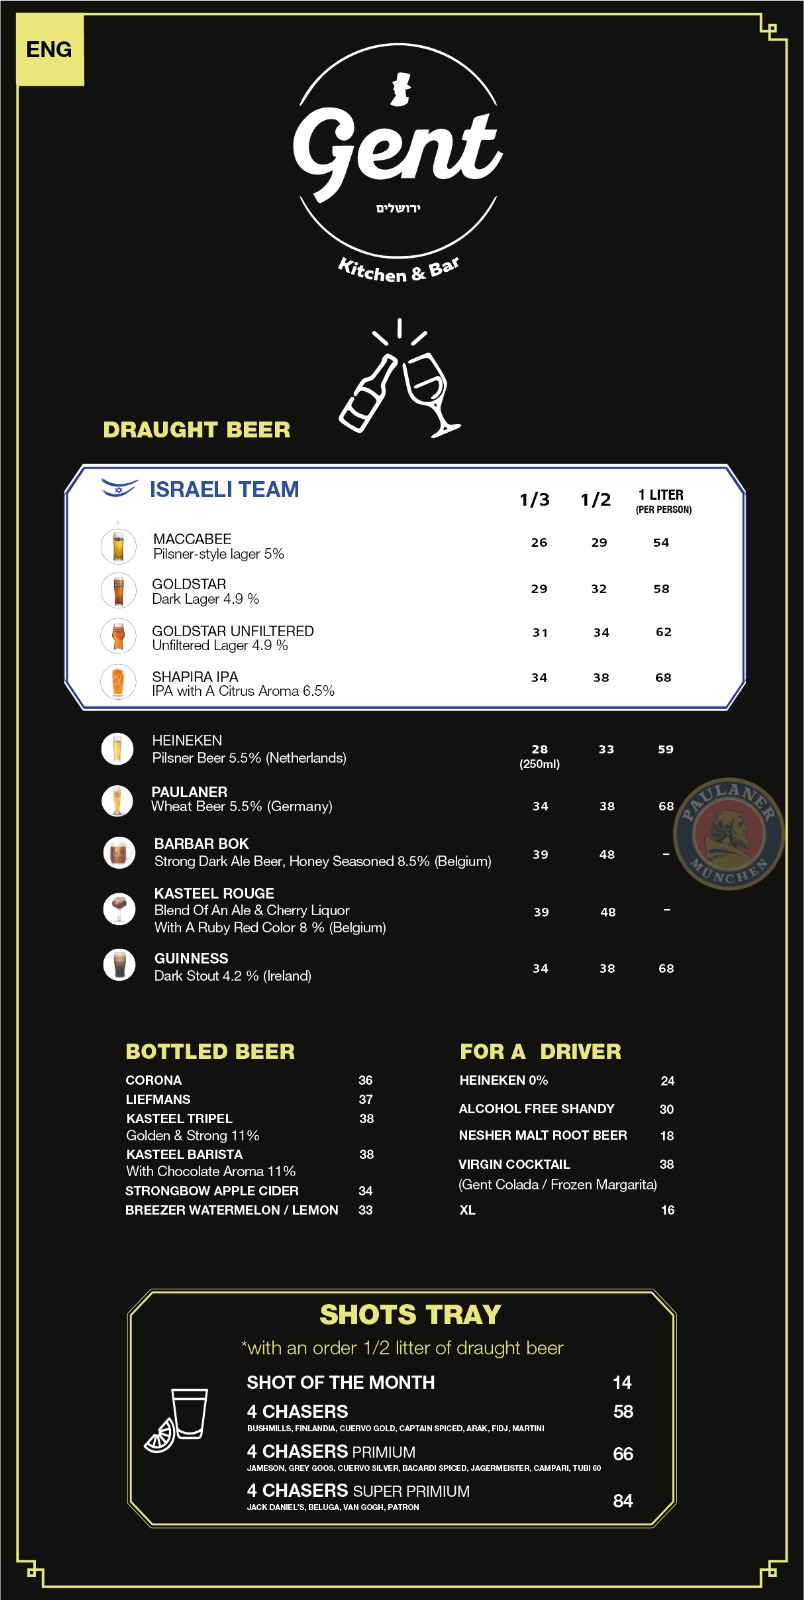 ENG
Gent
ירושלים
Kitchen & Bar
DRAUGHT BEER
ISRAELI TEAM 1/3 1/2 1 LITER
(PER PERSON)
MACCABEE 26 29 54
Pilsner-style lager 5%
GOLDSTAR 29 32 58
Dark Lager 4.9 %
GOLDSTAR UNFILTERED 31 34 62
Unfiltered Lager 4.9 %
SHAPIRA IPA 34 38 68
IPA with A Citrus Aroma 6.5%
HEINEKEN 28 33 59
Pilsner Beer 5.5% (Netherlands) (250ml)
PAULANER
Wheat Beer 5.5% (Germany) 34 38 68
PAULANER
MÜNCHEN
BARBAR BOK
Strong Dark Ale Beer, Honey Seasoned 8.5% (Belgium) 39 48 –
KASTEEL ROUGE
Blend Of An Ale & Cherry Liquor 39 48 –
With A Ruby Red Color 8 % (Belgium)
GUINNESS
Dark Stout 4.2 % (Ireland) 34 38 68
BOTTLED BEER
CORONA 36
LIEFMANS 37
KASTEEL TRIPEL 38
Golden & Strong 11%
KASTEEL BARISTA 38
With Chocolate Aroma 11%
STRONGBOW APPLE CIDER 34
BREEZER WATERMELON / LEMON 33
FOR A DRIVER
HEINEKEN 0% 24
ALCOHOL FREE SHANDY 30
NESHER MALT ROOT BEER 18
VIRGIN COCKTAIL 38
(Gent Colada / Frozen Margarita)
XL 16
SHOTS TRAY
*with an order 1/2 litter of draught beer
SHOT OF THE MONTH 14
4 CHASERS 58
BUSHMILLS, FINLANDIA, CUERVO GOLD, CAPTAIN SPICED, ARAK, FIDJ, MARTINI
4 CHASERS PRIMIUM 66
JAMESON, GREY GOOS, CUERVO SILVER, BACARDI SPICED, JAGERMEISTER, CAMPARI, TUBI 60
4 CHASERS SUPER PRIMIUM 84
JACK DANIEL'S, BELUGA, VAN GOGH, PATRON